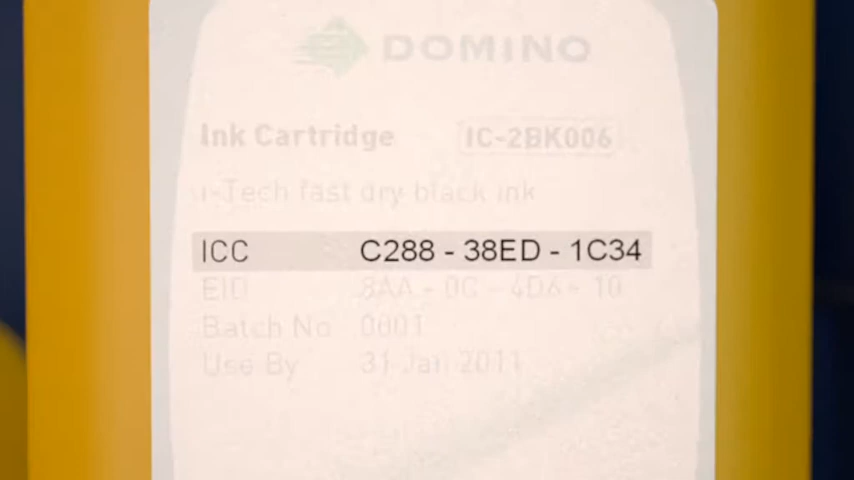 DOMINO
Ink Cartridge IC-2BK006
i-Tech fast dry black ink
ICC C288 - 38ED - 1C34
EID 8AA - 0C - 4DA - 10
Batch No 0001
Use By 31 Jan 2011